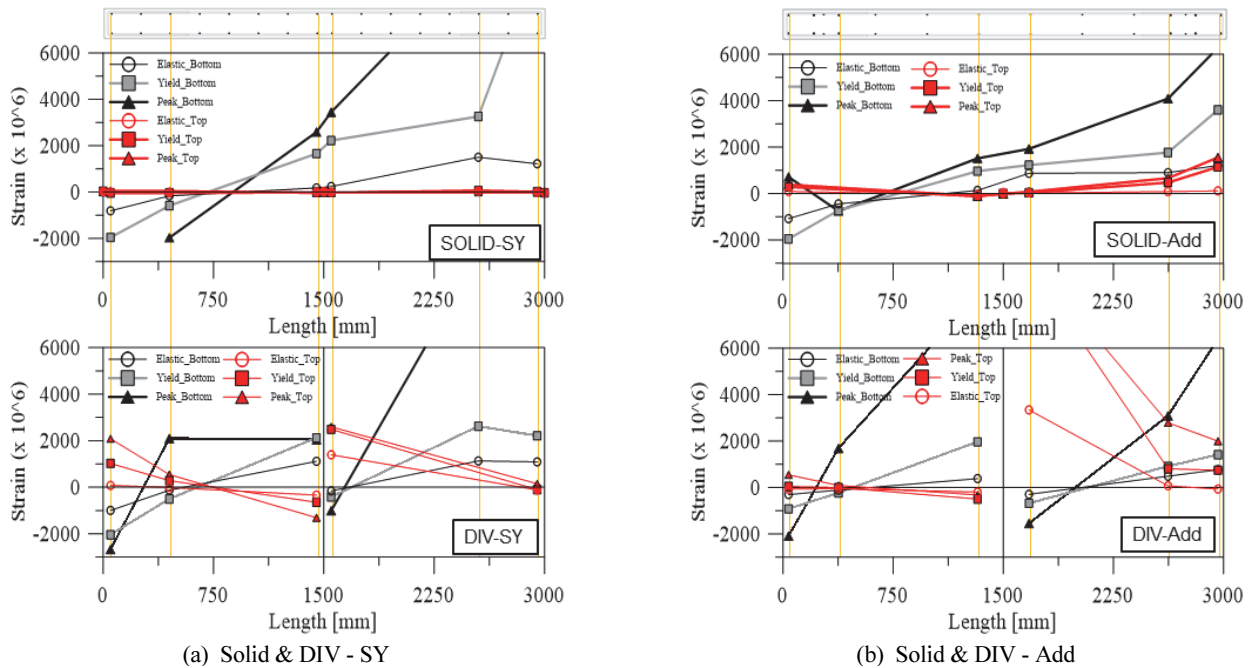 6000
4000
2000
0
-2000
Strain (x 10^6)
Elastic_Bottom
Yield_Bottom
Peak_Bottom
Elastic_Top
Yield_Top
Peak_Top
SOLID-SY
0 750 1500 2250 3000
Length [mm]
6000
4000
2000
0
-2000
Strain (x 10^6)
Elastic_Bottom Elastic_Top
Yield_Bottom Yield_Top
Peak_Bottom Peak_Top
DIV-SY
0 750 1500 2250 3000
Length [mm]
(a) Solid & DIV - SY
6000
4000
2000
0
-2000
Strain (x 10^6)
Elastic_Bottom Elastic_Top
Yield_Bottom Yield_Top
Peak_Bottom Peak_Top
SOLID-Add
0 750 1500 2250 3000
Length [mm]
6000
4000
2000
0
-2000
Strain (x 10^6)
Elastic_Bottom Peak_Top
Yield_Bottom Yield_Top
Peak_Bottom Elastic_Top
DIV-Add
0 750 1500 2250 3000
Length [mm]
(b) Solid & DIV - Add